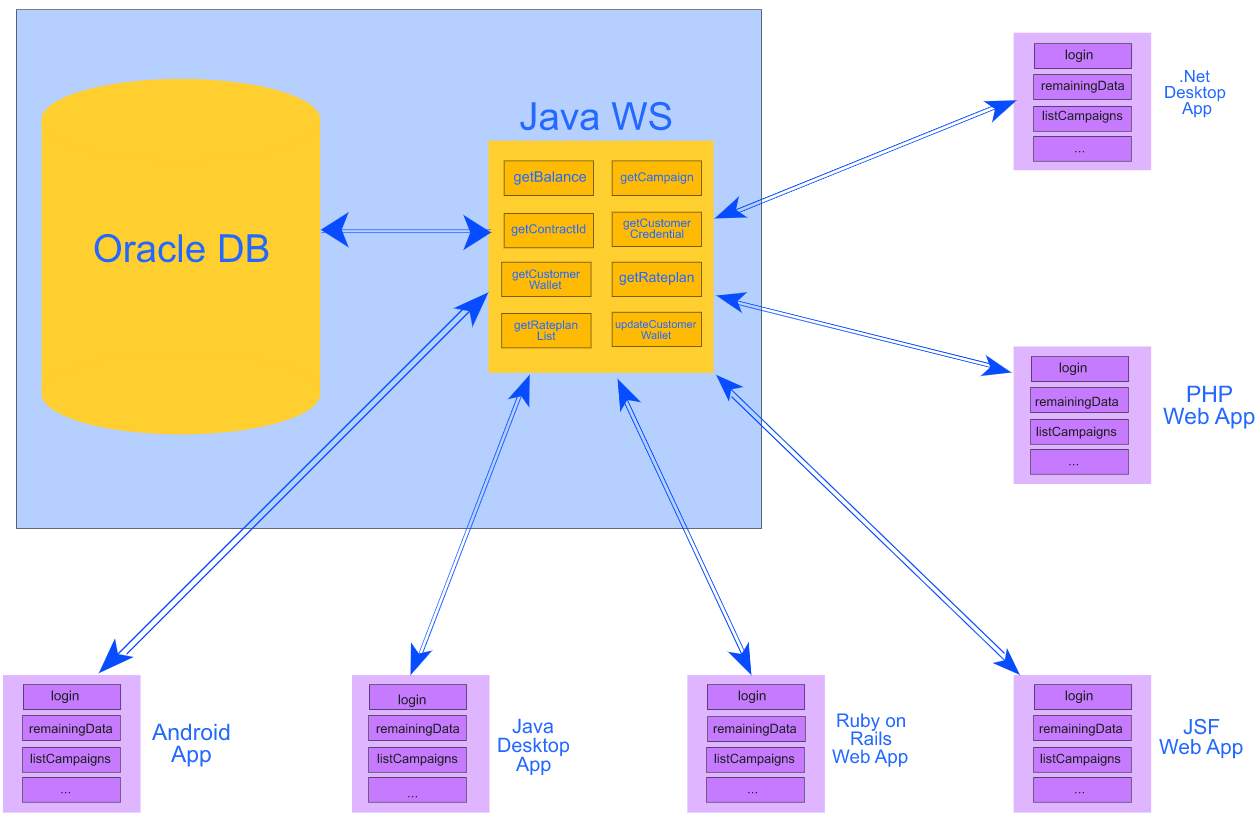 Oracle DB
Java WS
getBalance
getCampaign
getContractId
getCustomer
Credential
getCustomer
Wallet
getRateplan
getRateplan
List
updateCustomer
Wallet
login
remainingData
listCampaigns
...
.Net
Desktop
App
login
remainingData
listCampaigns
...
PHP
Web App
login
remainingData
listCampaigns
...
Android
App
login
remainingData
listCampaigns
...
Java
Desktop
App
login
remainingData
listCampaigns
...
Ruby on
Rails
Web App
login
remainingData
listCampaigns
...
JSF
Web App